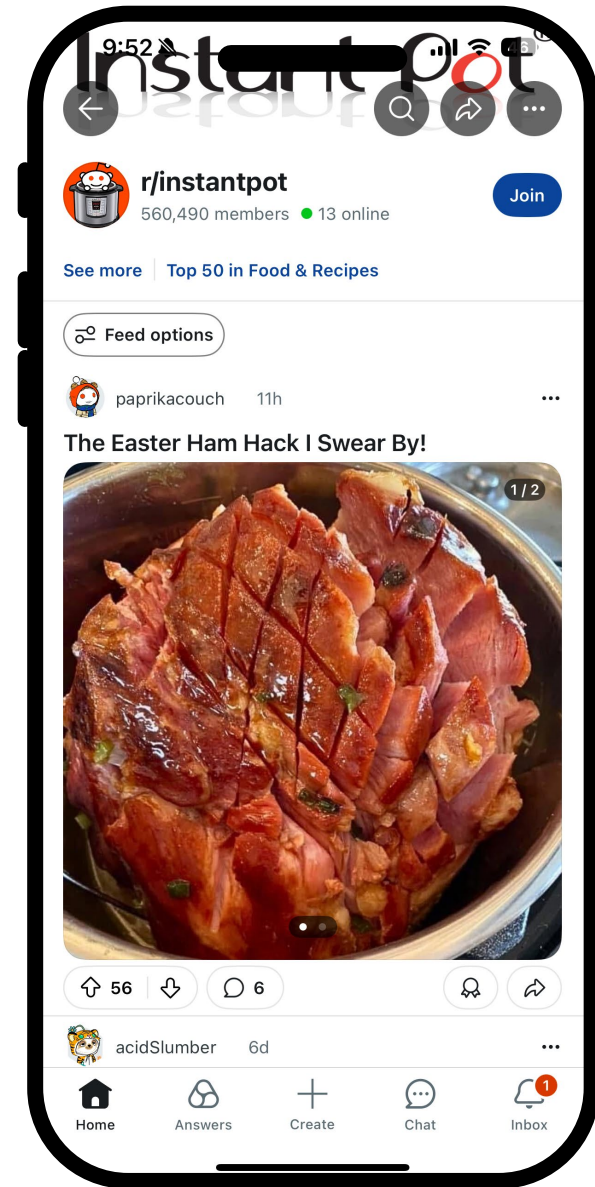 Instant Pot
9:52
46
r/instantpot
560,490 members 13 online
Join
See more Top 50 in Food & Recipes
Feed options
paprikacouch 11h
The Easter Ham Hack I Swear By!
1/2
56 6
acidSlumber 6d
1
Home Answers Create Chat Inbox